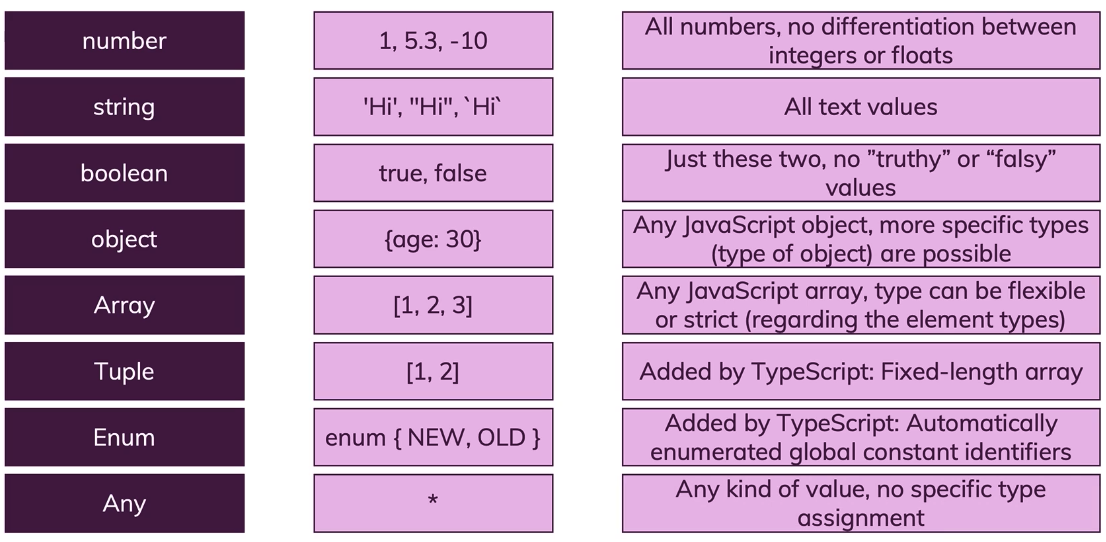 number
1, 5.3, -10
All numbers, no differentiation between
integers or floats
string
'Hi', "Hi", `Hi`
All text values
boolean
true, false
Just these two, no ”truthy” or “falsy”
values
object
{age: 30}
Any JavaScript object, more specific types
(type of object) are possible
Array
[1, 2, 3]
Any JavaScript array, type can be flexible
or strict (regarding the element types)
Tuple
[1, 2]
Added by TypeScript: Fixed-length array
Enum
enum { NEW, OLD }
Added by TypeScript: Automatically
enumerated global constant identifiers
Any
*
Any kind of value, no specific type
assignment